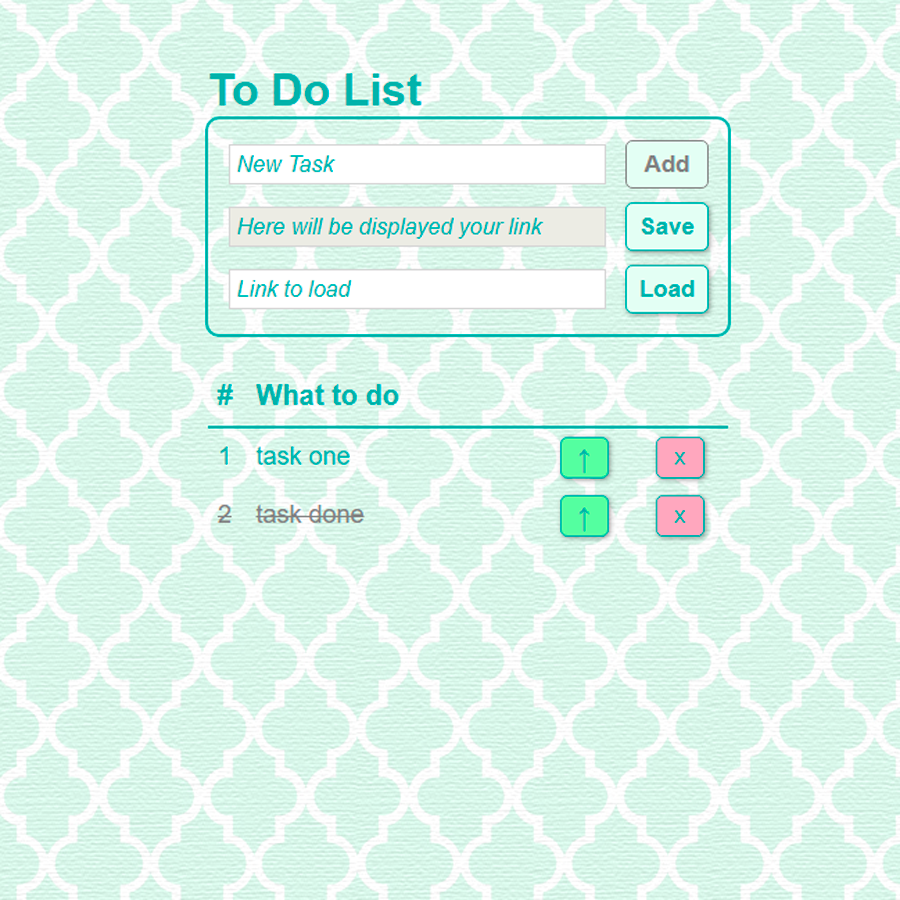 To Do List
New Task Add
Here will be displayed your link Save
Link to load Load
# What to do
1 task one ↑ x
2 task done ↑ x